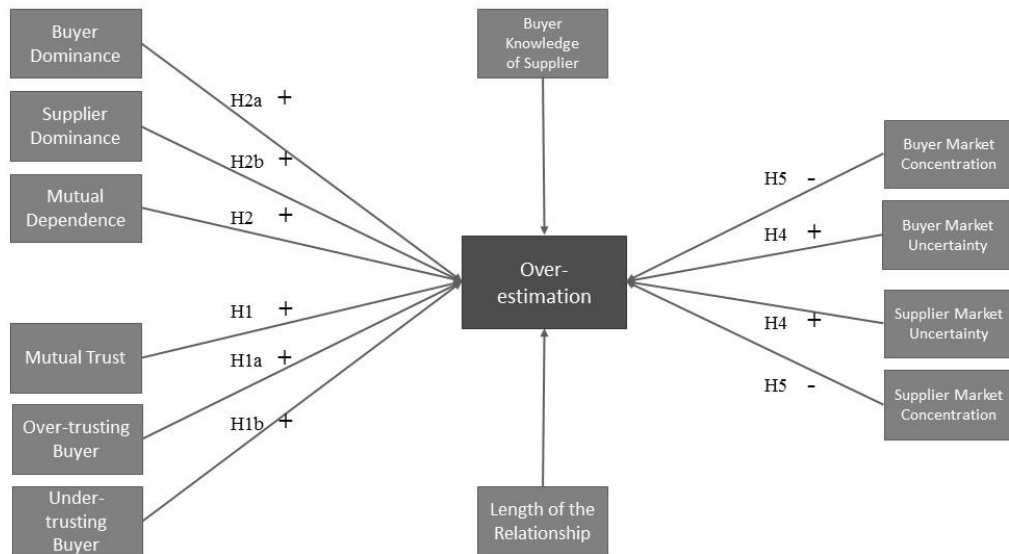 Buyer
Dominance
H2a +
Supplier
Dominance
H2b +
Mutual
Dependence
H2 +
Mutual Trust
H1 +
Over-trusting
Buyer
H1a +
Under-
trusting
Buyer
H1b +
Buyer
Knowledge
of Supplier
Over-
estimation
Length of the
Relationship
Buyer Market
Concentration
H5 -
Buyer Market
Uncertainty
H4 +
Supplier Market
Uncertainty
H4 +
Supplier Market
Concentration
H5 -